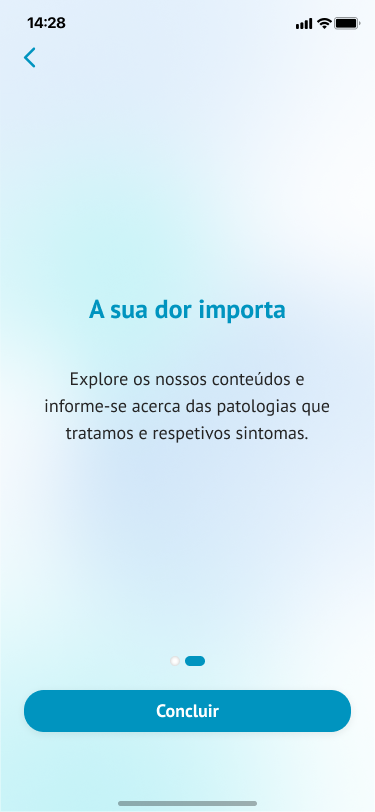 14:28
A sua dor importa
Explore os nossos conteúdos e
informe-se acerca das patologias que
tratamos e respetivos sintomas.
Concluir